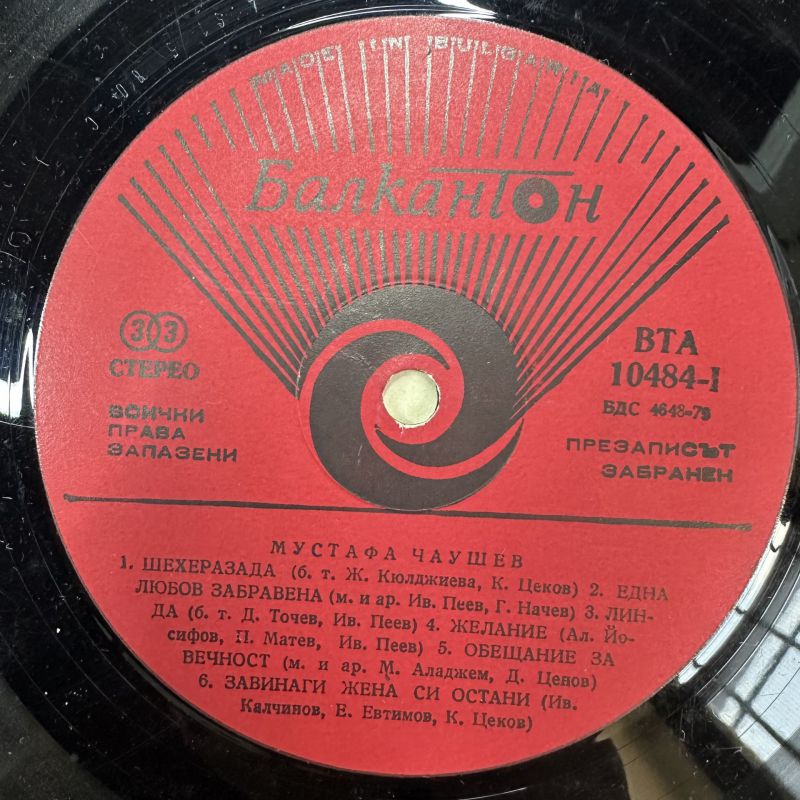 MADE IN BULGARIA
Балкантон
33
СТЕРЕО
ВСИЧКИ
ПРАВА
ЗАПАЗЕНИ
ВТА
10484-I
БДС 4648-79
ПРЕЗАПИСЪТ
ЗАБРАНЕН
МУСТАФА ЧАУШЕВ
1. ШЕХЕРАЗАДА (б. т. Ж. Кюлджиева, К. Цеков) 2. ЕДНА
ЛЮБОВ ЗАБРАВЕНА (м. и ар. Ив. Пеев, Г. Начев) 3. ЛИН-
ДА (б. т. Д. Точев, Ив. Пеев) 4. ЖЕЛАНИЕ (Ал. Йо-
сифов, П. Матев, Ив. Пеев) 5. ОБЕЩАНИЕ ЗА
ВЕЧНОСТ (м. и ар. М. Аладжем, Д. Ценов)
6. ЗАВИНАГИ ЖЕНА СИ ОСТАНИ (Ив.
Калчинов, Е. Евтимов, К. Цеков)